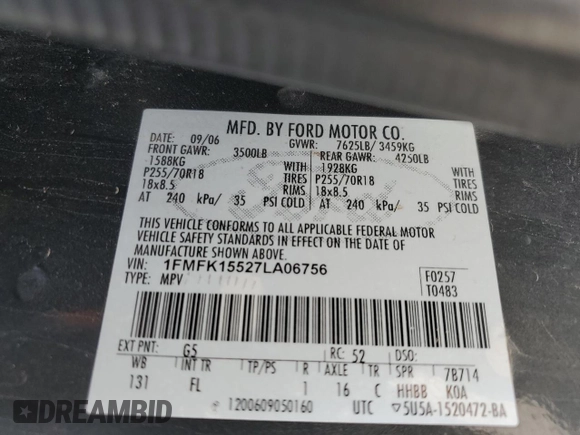 MFD. BY FORD MOTOR CO.
DATE: 09/06 GVWR: 7625LB/ 3459KG
FRONT GAWR: 3500LB REAR GAWR: 4250LB
1588KG 1928KG
P255/70R18 TIRES P255/70R18 TIRES
18x8.5 RIMS 18x8.5 RIMS
AT 240 kPa/ 35 PSI COLD AT 240 kPa/ 35 PSI COLD
THIS VEHICLE CONFORMS TO ALL APPLICABLE FEDERAL MOTOR
VEHICLE SAFETY STANDARDS IN EFFECT ON THE DATE OF
MANUFACTURE SHOWN ABOVE.
VIN: 1FMFK15527LA06756
TYPE: MPV
F0257
T0483
EXT PNT: G5 RC: 52 DSO:
WB INT TR TP/PS R AXLE TR SPR 7B714
131 FL 1 16 C HHBB KOA
1200609050160 UTC ▽5U5A-1520472-BA
Ford
EPICVIN
DREAMBID